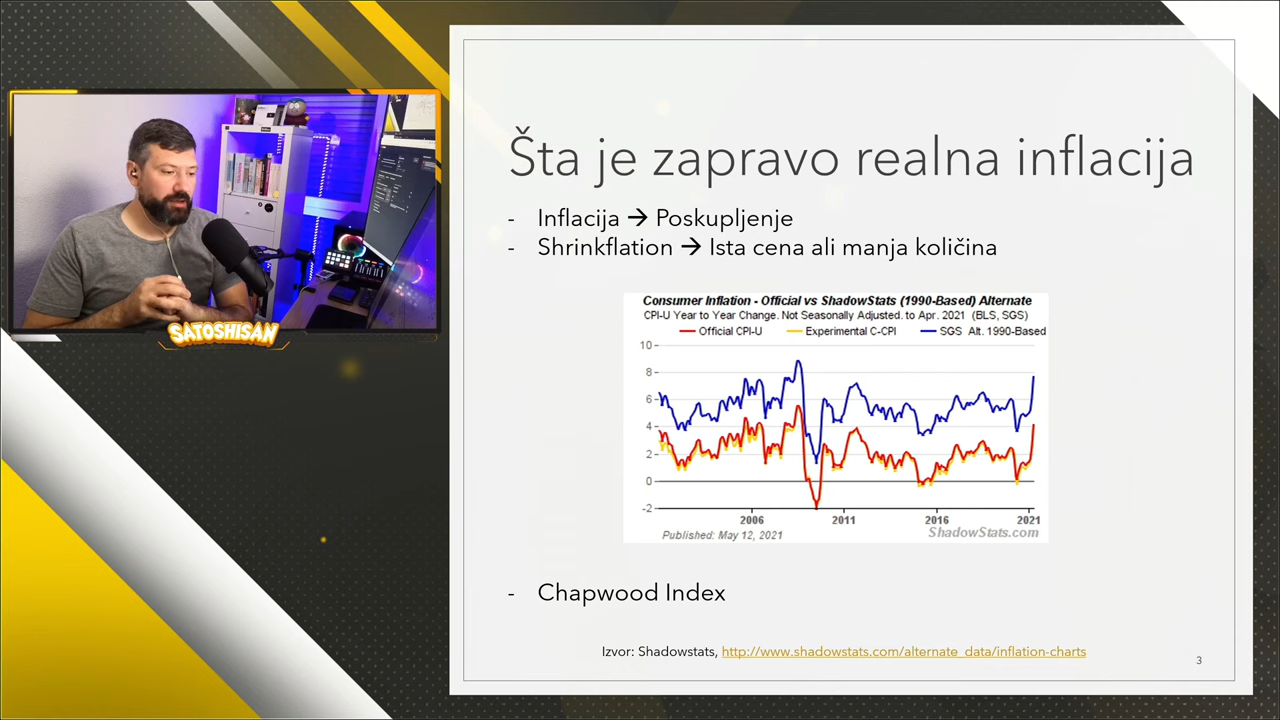 SATOSHISAN
Šta je zapravo realna inflacija
- Inflacija → Poskupljenje
- Shrinkflation → Ista cena ali manja količina
Consumer Inflation - Official vs ShadowStats (1990-Based) Alternate
CPI-U Year to Year Change. Not Seasonally Adjusted. to Apr. 2021 (BLS, SGS)
Official CPI-U Experimental C-CPI SGS Alt. 1990-Based
10
8
6
4
2
0
-2
2006 2011 2016 2021
Published: May 12, 2021 ShadowStats.com
- Chapwood Index
Izvor: Shadowstats, http://www.shadowstats.com/alternate_data/inflation-charts
3